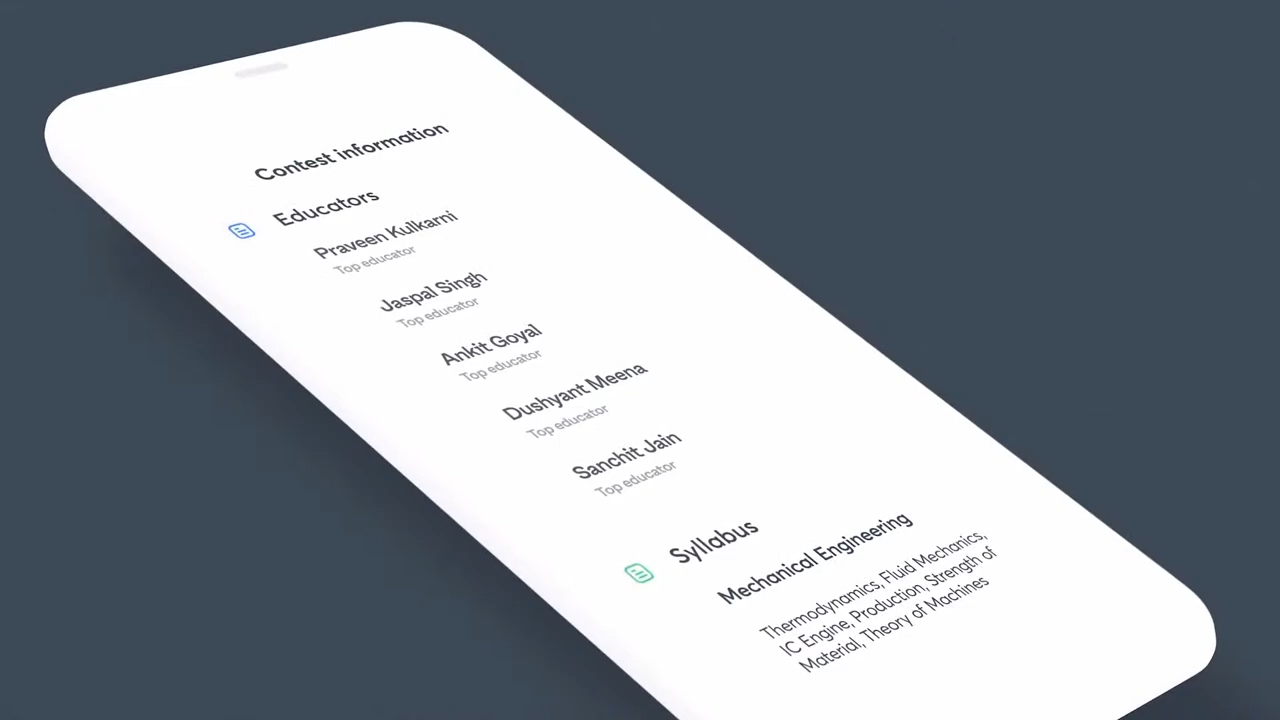 Contest information
Educators
Praveen Kulkarni
Top educator
Jaspal Singh
Top educator
Ankit Goyal
Top educator
Dushyant Meena
Top educator
Sanchit Jain
Top educator
Syllabus
Mechanical Engineering
Thermodynamics, Fluid Mechanics,
IC Engine, Production, Strength of
Material, Theory of Machines